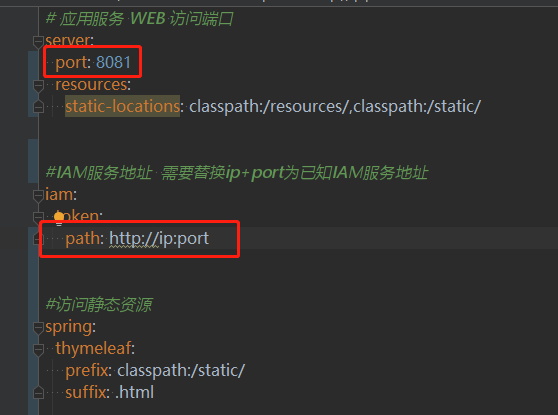 # 应用服务 WEB 访问端口
server:
  port: 8081
  resources:
    static-locations: classpath:/resources/,classpath:/static/
#IAM服务地址 需要替换ip+port为已知IAM服务地址
iam:
  token:
    path: http://ip:port
#访问静态资源
spring:
  thymeleaf:
    prefix: classpath:/static/
    suffix: .html